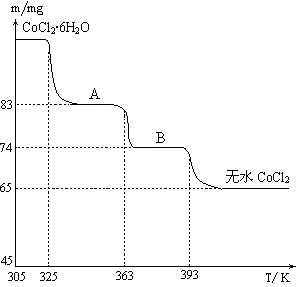 m/mg
CoCl₂·6H₂O
A
83
B
74
无水 CoCl₂
65
45
305 325 363 393 T/ K